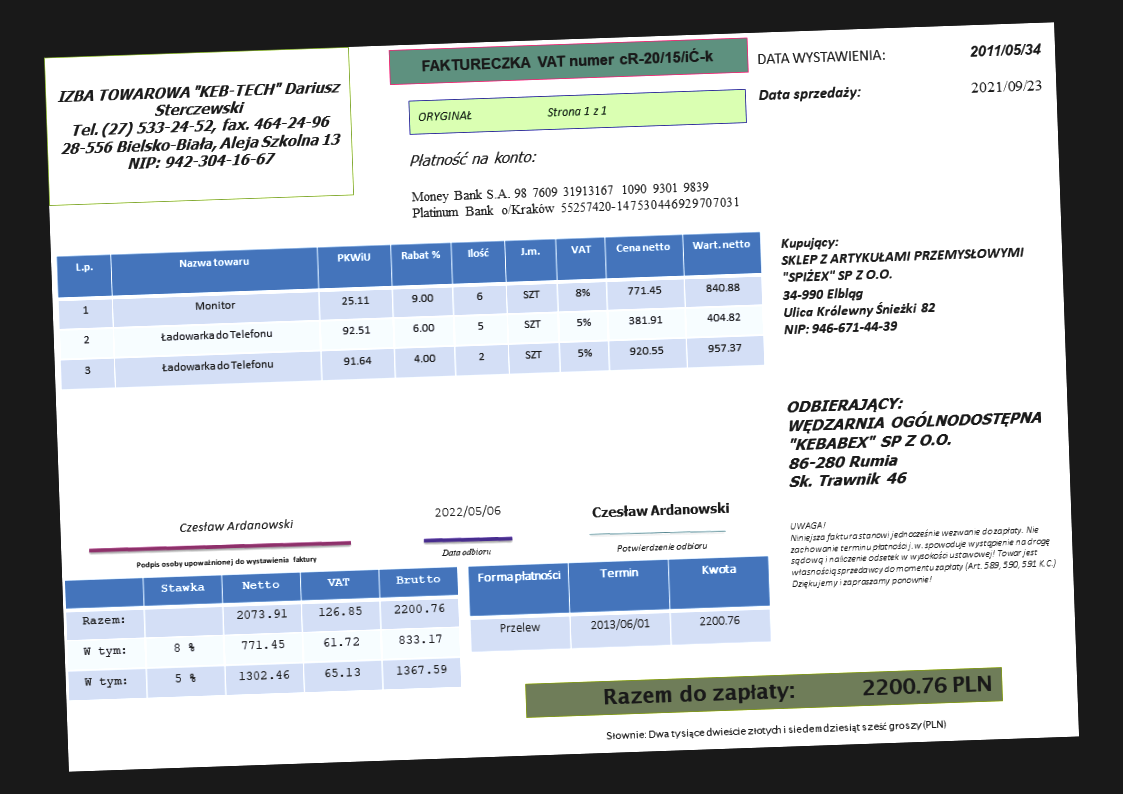 IZBA TOWAROWA "KEB-TECH" Dariusz
Sterczewski
Tel. (27) 533-24-52, fax. 464-24-96
28-556 Bielsko-Biała, Aleja Szkolna 13
NIP: 942-304-16-67
FAKTURECZKA VAT numer cR-20/15/iĆ-k
ORYGINAŁ Strona 1 z 1
DATA WYSTAWIENIA: 2011/05/34
Data sprzedaży: 2021/09/23
Płatność na konto:
Money Bank S.A. 98 7609 31913167 1090 9301 9839
Platinum Bank o/Kraków 55257420-147530446929707031
L.p. Nazwa towaru PKWiU Rabat % Ilość J.m. VAT Cena netto Wart. netto
1 Monitor 25.11 9.00 6 SZT 8% 771.45 840.88
2 Ładowarka do Telefonu 92.51 6.00 5 SZT 5% 381.91 404.82
3 Ładowarka do Telefonu 91.64 4.00 2 SZT 5% 920.55 957.37
Kupujący:
SKLEP Z ARTYKUŁAMI PRZEMYSŁOWYMI
"SPIŻEX" SP Z O.O.
34-990 Elbląg
Ulica Królewny Śnieżki 82
NIP: 946-671-44-39
ODBIERAJĄCY:
WĘDZARNIA OGÓLNODOSTĘPNA
"KEBABEX" SP Z O.O.
86-280 Rumia
Sk. Trawnik 46
Czesław Ardanowski
Podpis osoby upoważnionej do wystawienia faktury
2022/05/06
Data odbioru
Czesław Ardanowski
Potwierdzenie odbioru
UWAGA!
Niniejsza faktura stanowi jednocześnie wezwanie do zapłaty. Nie
zachowanie terminu płatności j.w. spowoduje wystąpienie na drogę
sądową i naliczenie odsetek w wysokości ustawowej! Towar jest
własnością sprzedawcy do momentu zapłaty (Art. 589, 590, 591 K.C.)
Dziękujemy i zapraszamy ponownie!
Stawka Netto VAT Brutto
Razem: 2073.91 126.85 2200.76
W tym: 8 % 771.45 61.72 833.17
W tym: 5 % 1302.46 65.13 1367.59
Forma płatności Termin Kwota
Przelew 2013/06/01 2200.76
Razem do zapłaty: 2200.76 PLN
Słownie: Dwa tysiące dwieście złotych i siedemdziesiąt sześć groszy (PLN)